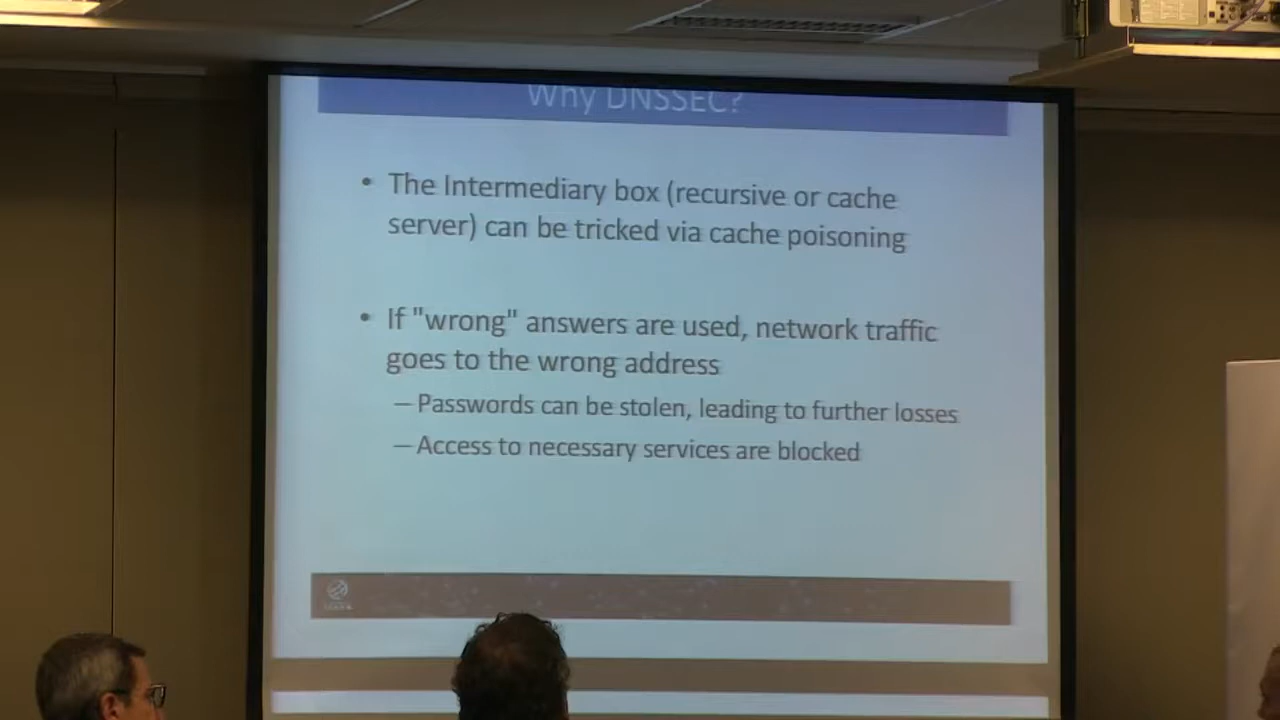 Why DNSSEC?
• The Intermediary box (recursive or cache
server) can be tricked via cache poisoning
• If "wrong" answers are used, network traffic
goes to the wrong address
– Passwords can be stolen, leading to further losses
– Access to necessary services are blocked